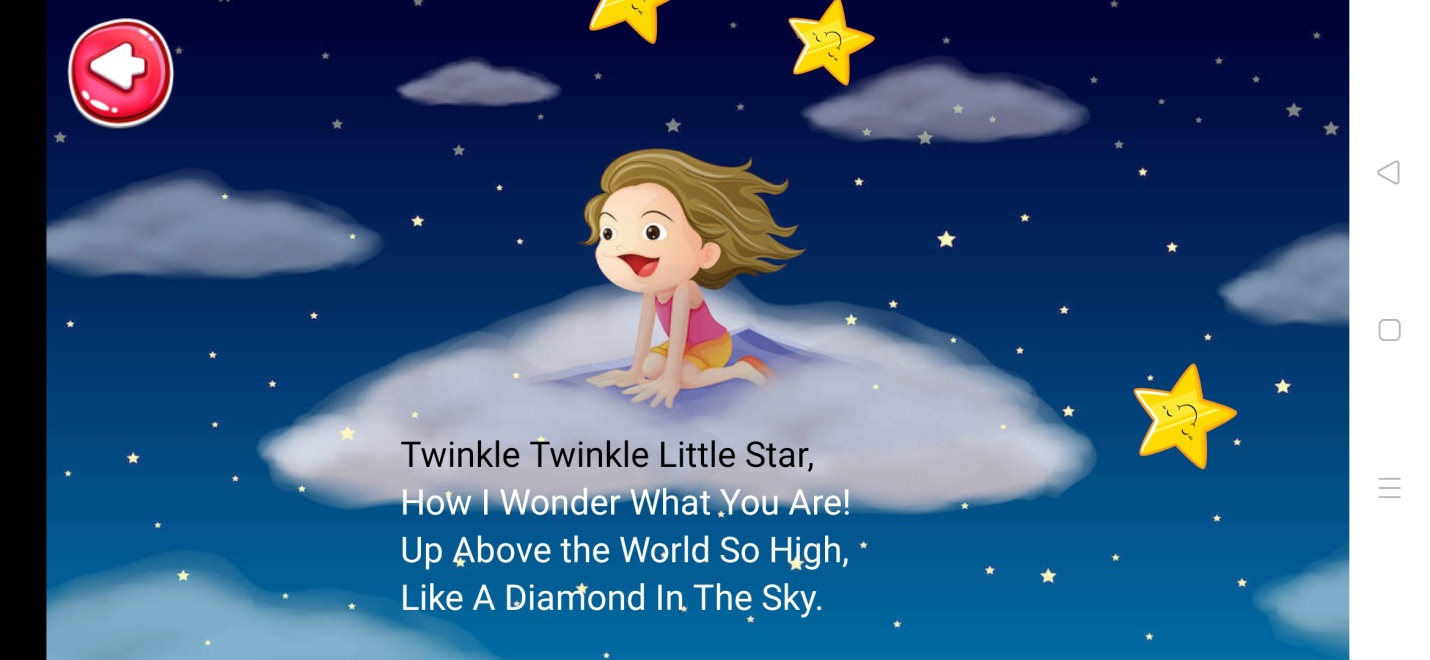 Twinkle Twinkle Little Star,
How I Wonder What You Are!
Up Above the World So High,
Like A Diamond In The Sky.